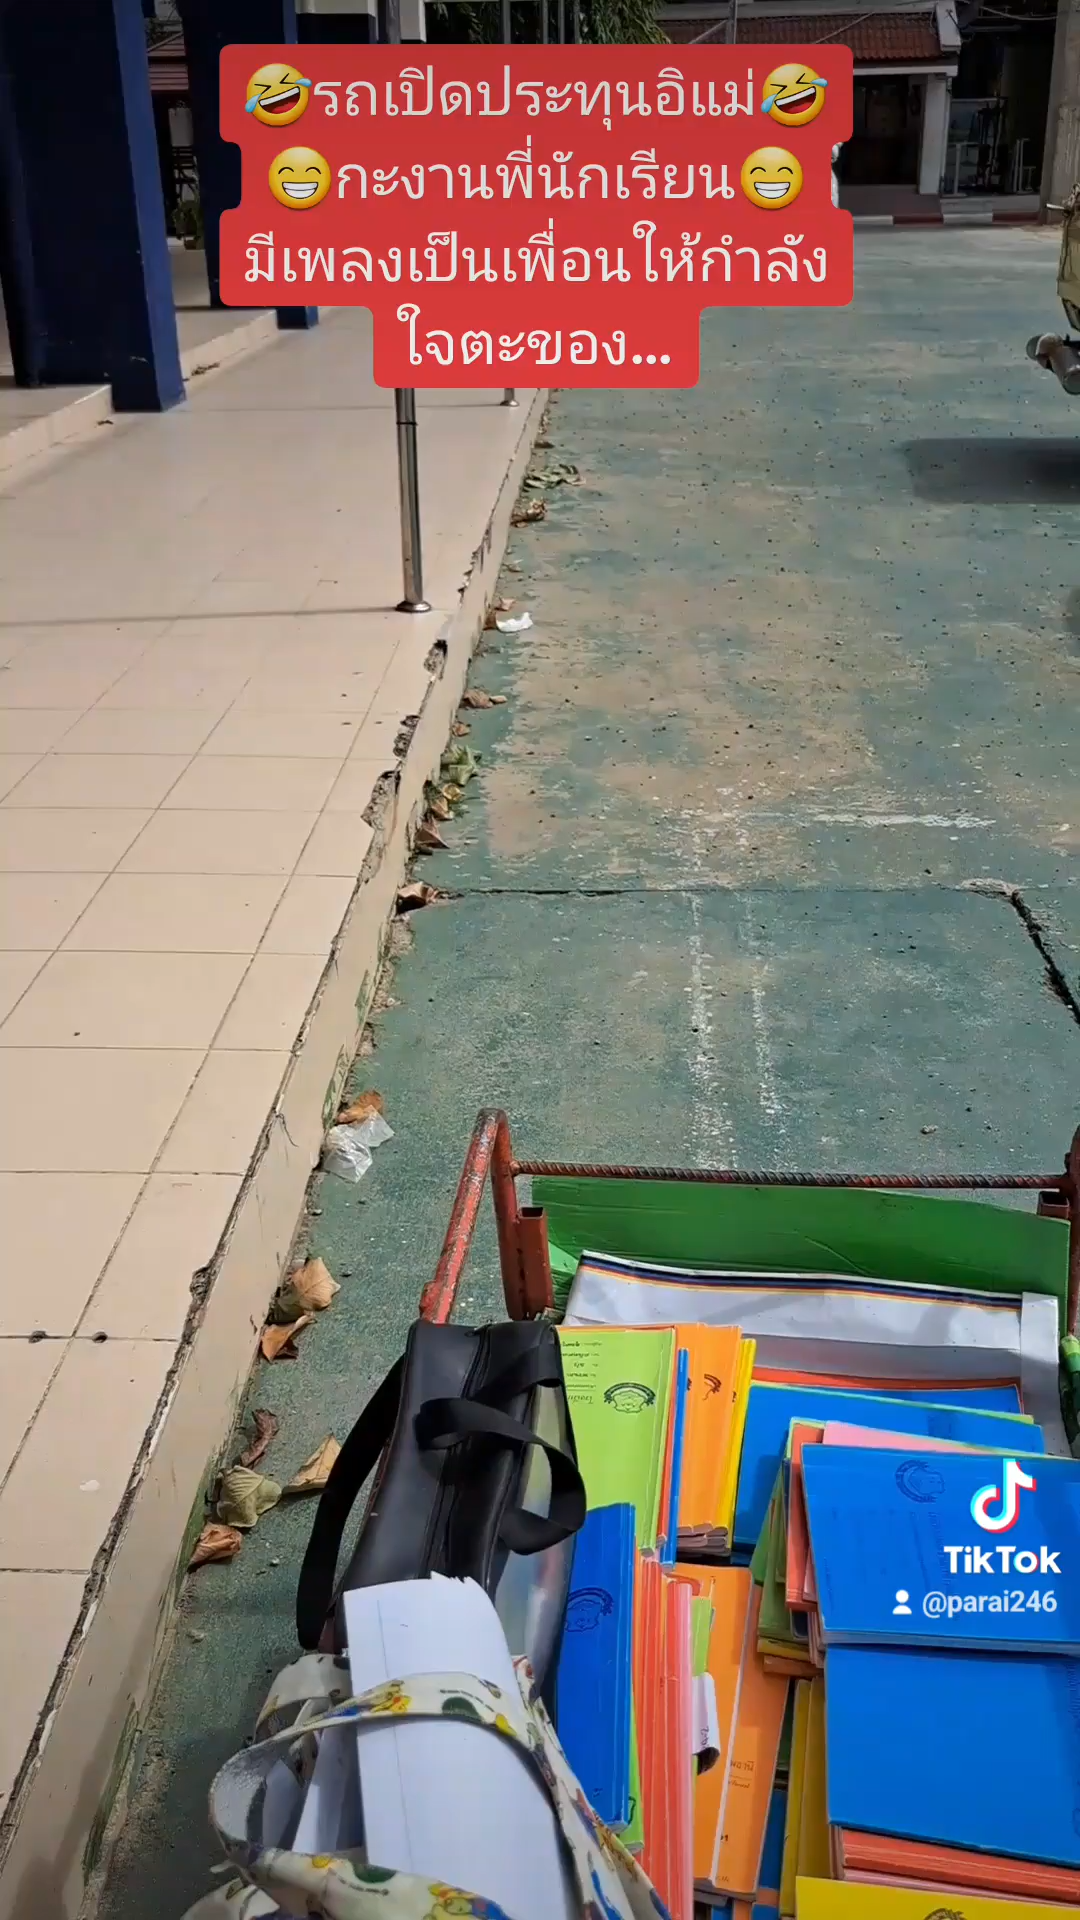 🤣รถเปิดประทุนอิแม่🤣
😁กะงานพี่นักเรียน😁
มีเพลงเป็นเพื่อนให้กำลัง
ใจตะของ...
TikTok
@parai246